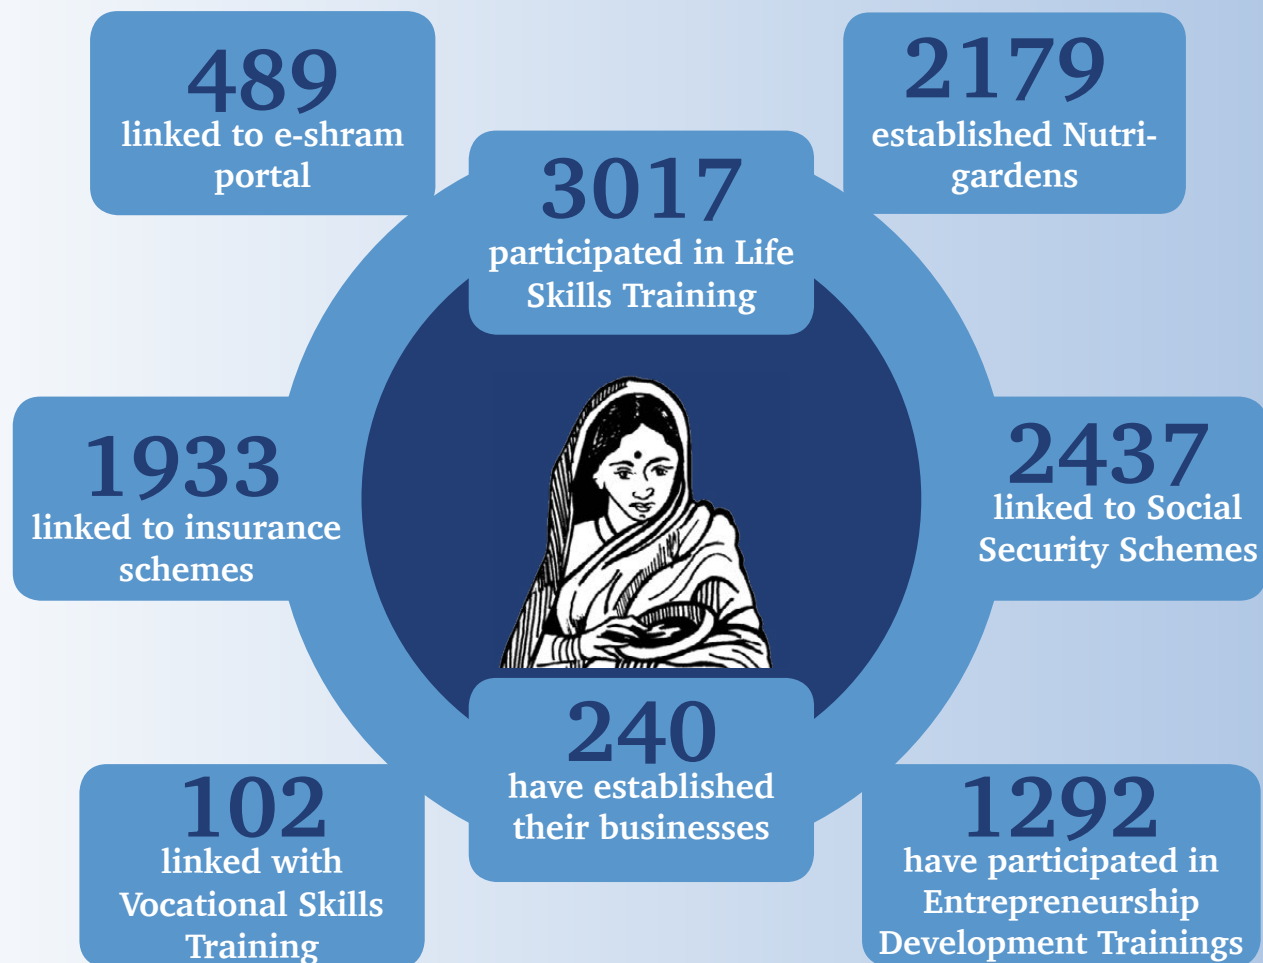 489
linked to e-shram
portal
2179
established Nutri-
gardens
3017
participated in Life
Skills Training
1933
linked to insurance
schemes
2437
linked to Social
Security Schemes
240
have established
their businesses
102
linked with
Vocational Skills
Training
1292
have participated in
Entrepreneurship
Development Trainings